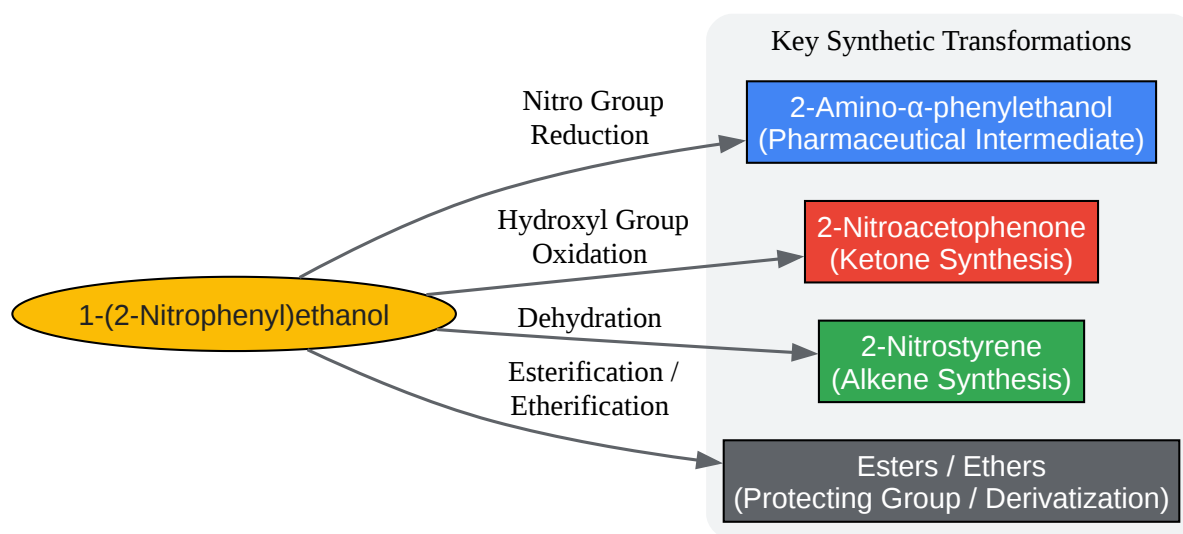 Key Synthetic Transformations
Nitro Group
Reduction
2-Amino-α-phenylethanol
(Pharmaceutical Intermediate)
Hydroxyl Group
Oxidation
2-Nitroacetophenone
(Ketone Synthesis)
1-(2-Nitrophenyl)ethanol
Dehydration
2-Nitrostyrene
(Alkene Synthesis)
Esterification /
Etherification
Esters / Ethers
(Protecting Group / Derivatization)